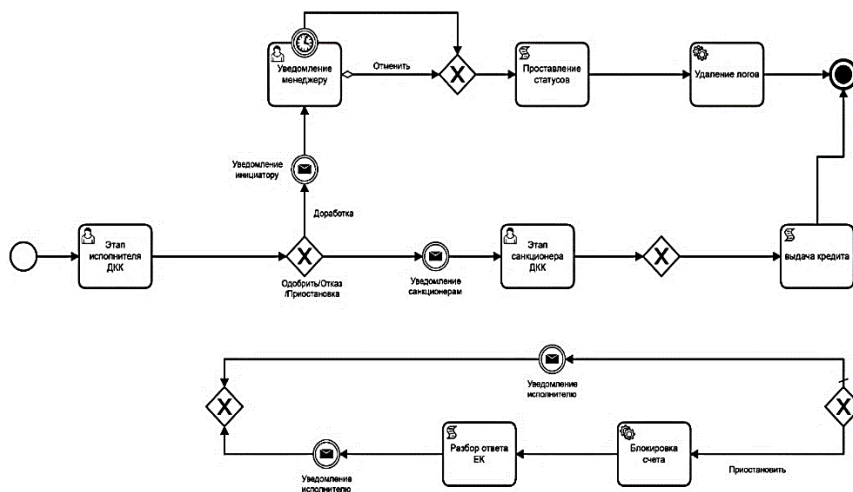 Уведомление
менеджеру
Отменить
Проставление
статусов
Удаление логов
Уведомление
инициатору
Доработка
Этап
исполнителя
ДКК
Одобрить/Отказ
/Приостановка
Уведомление
санкционерам
Этап
санкционера
ДКК
выдача кредита
Уведомление
исполнителю
Уведомление
исполнителю
Разбор ответа
ЕК
Блокировка
счета
Приостановить